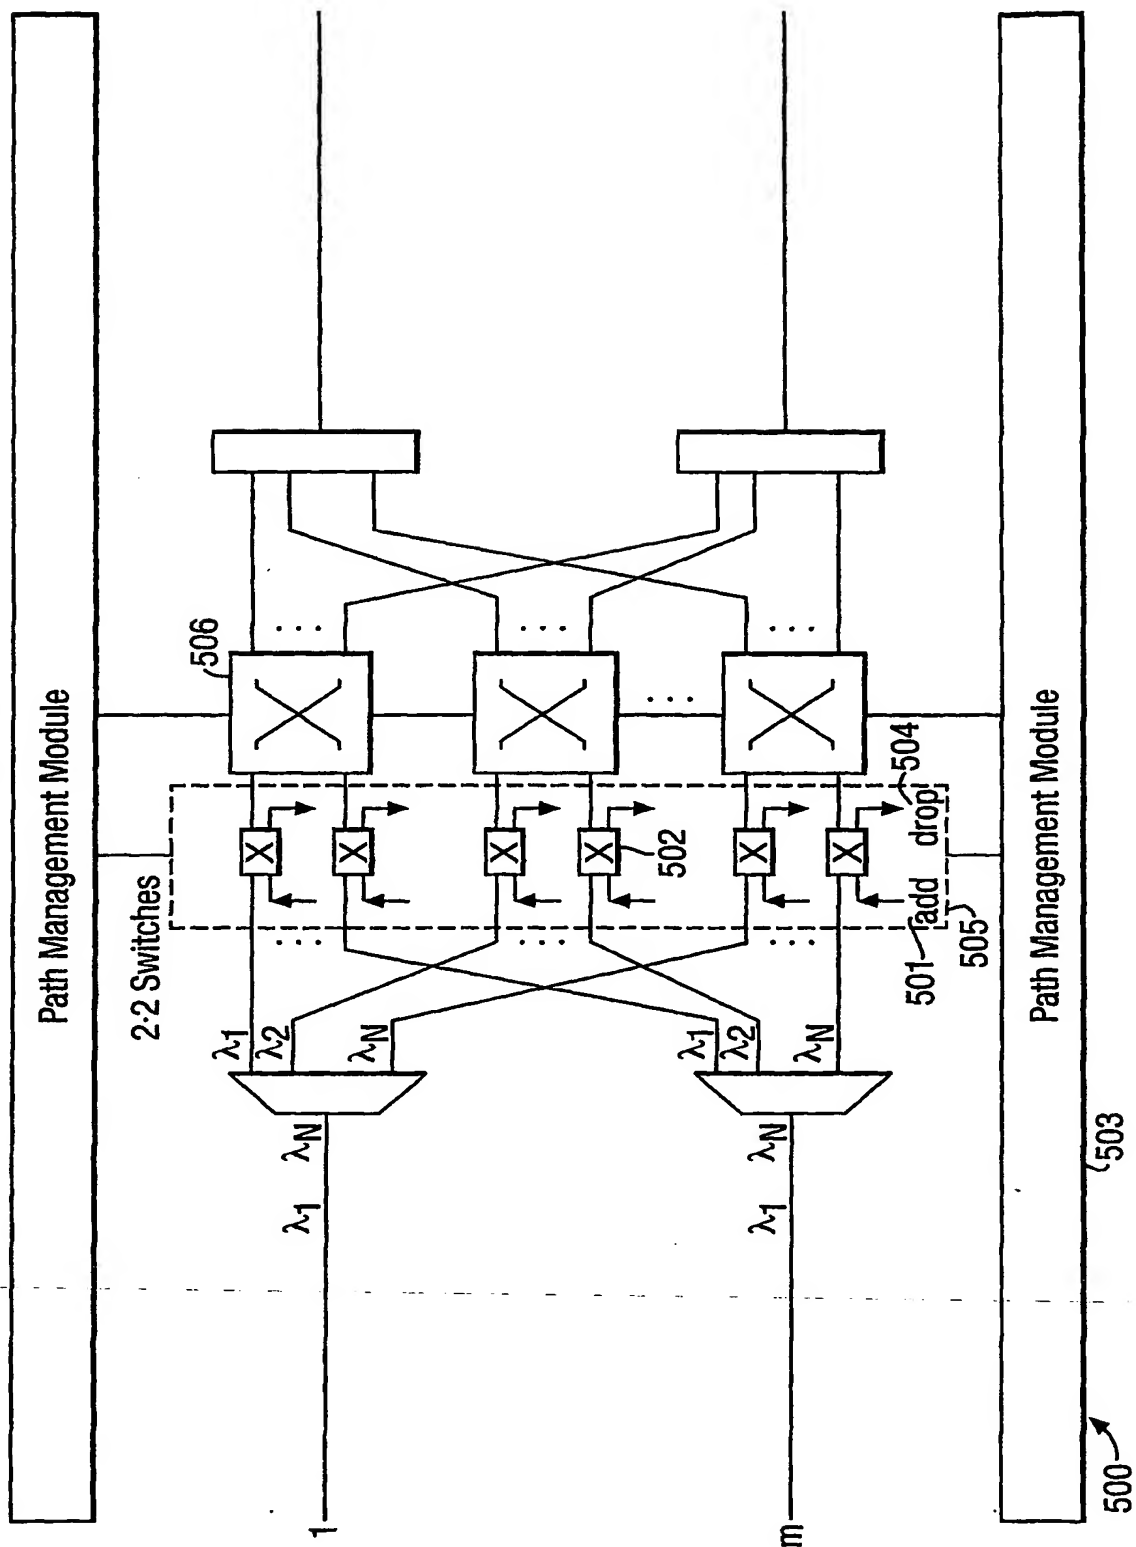 Path Management Module
2·2 Switches
506
1
λ1
λN
λ1
λ2
λN
. . .
. . .
. . .
. . .
. . .
. . .
. . .
502
m
λ1
λN
λ1
λ2
λN
501
add
drop
504
505
Path Management Module
503
500